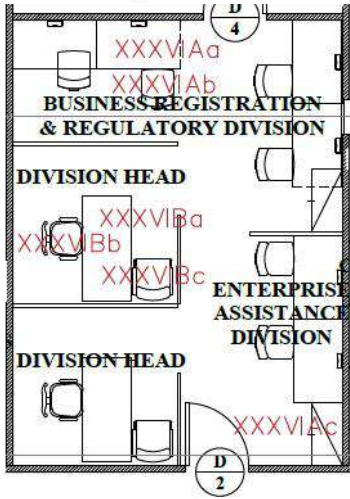 D
4
XXXVIAa
XXXVIAb
BUSINESS REGISTRATION
& REGULATORY DIVISION
DIVISION HEAD
XXXVIBa
XXXVIBb
XXXVIBc
ENTERPRISE
ASSISTANCE
DIVISION
DIVISION HEAD
XXXVIAc
D
2